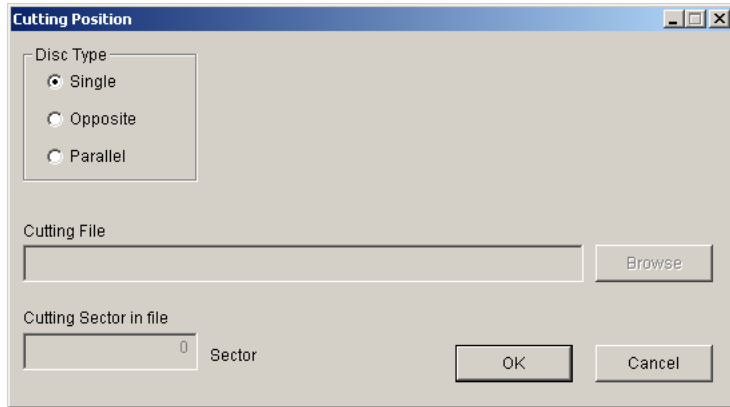 Cutting Position
Disc Type
Single
Opposite
Parallel
Cutting File
Browse
Cutting Sector in file
0 Sector
OK
Cancel